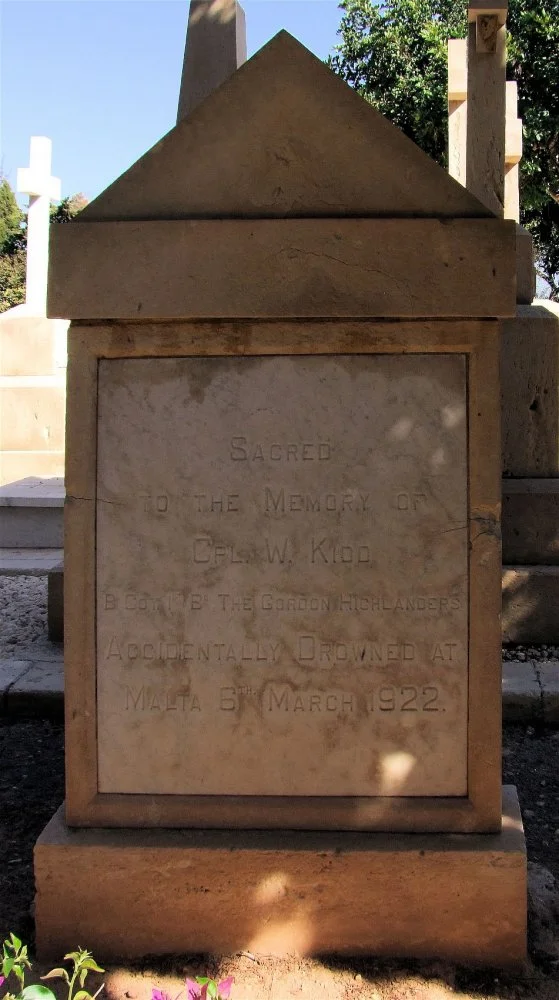 SACRED
TO THE MEMORY OF
CPL. W. KIDD
B COY. 1ST BN. THE GORDON HIGHLANDERS
ACCIDENTALLY DROWNED AT
MALTA 6TH MARCH 1922.